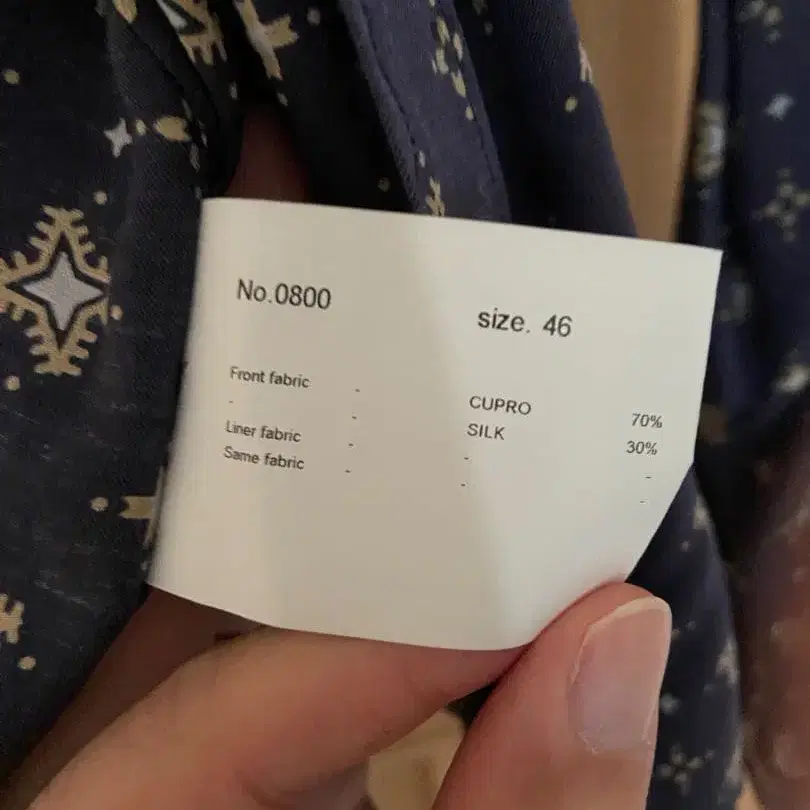 No.0800 size. 46
Front fabric - CUPRO 70%
- - SILK 30%
Liner fabric - - -
Same fabric - - -